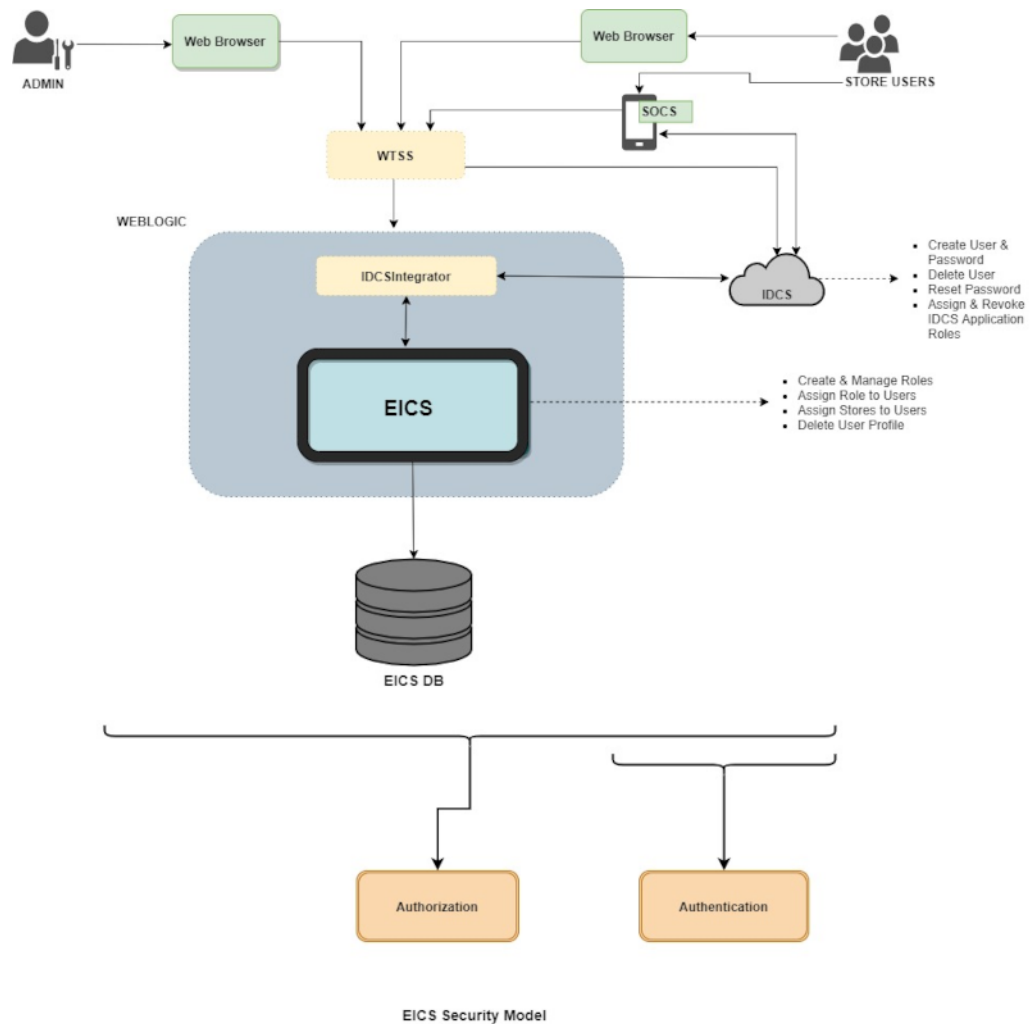 Web Browser
Web Browser
ADMIN
STORE USERS
SOCS
WTSS
WEBLOGIC
IDCSIntegrator
IDCS
• Create User &
Password
• Delete User
• Reset Password
• Assign & Revoke
IDCS Application
Roles
EICS
• Create & Manage Roles
• Assign Role to Users
• Assign Stores to Users
• Delete User Profile
EICS DB
Authorization
Authentication
EICS Security Model